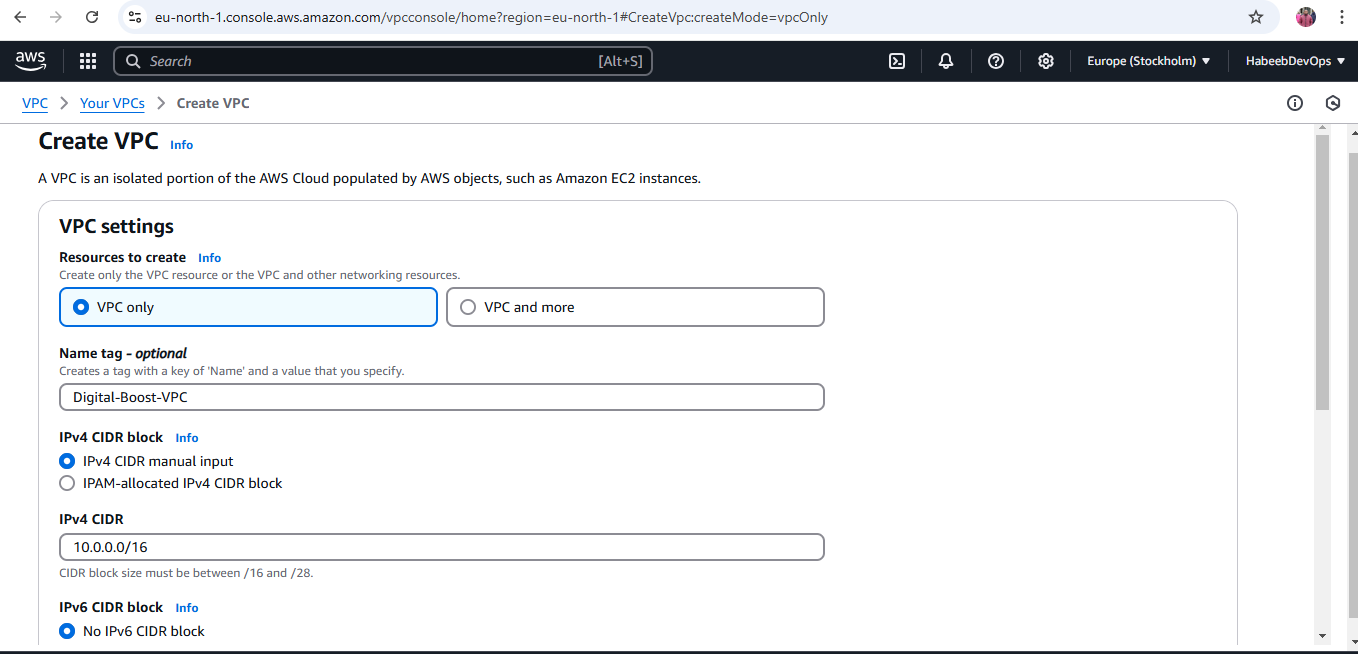 eu-north-1.console.aws.amazon.com/vpcconsole/home?region=eu-north-1#CreateVpc:createMode=vpcOnly
aws Search [Alt+S] Europe (Stockholm) HabeebDevOps
VPC Your VPCs Create VPC
Create VPC Info
A VPC is an isolated portion of the AWS Cloud populated by AWS objects, such as Amazon EC2 instances.
VPC settings
Resources to create Info
Create only the VPC resource or the VPC and other networking resources.
VPC only VPC and more
Name tag - optional
Creates a tag with a key of 'Name' and a value that you specify.
Digital-Boost-VPC
IPv4 CIDR block Info
IPv4 CIDR manual input
IPAM-allocated IPv4 CIDR block
IPv4 CIDR
10.0.0.0/16
CIDR block size must be between /16 and /28.
IPv6 CIDR block Info
No IPv6 CIDR block